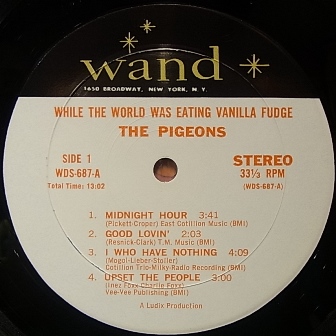 wand
1650 BROADWAY, NEW YORK, N.Y.
WHILE THE WORLD WAS EATING VANILLA FUDGE
THE PIGEONS
SIDE 1 STEREO
WDS-687-A 33⅓ RPM
Total Time: 13:02 (WDS-687-A)
1. MIDNIGHT HOUR 3:41
(Pickett-Croper) East Cotillion Music (BMI)
2. GOOD LOVIN' 2:03
(Resnick-Clark) T.M. Music (BMI)
3. I WHO HAVE NOTHING 4:09
(Mogol-Lieber-Staller)
Cotillion Trio-Milky-Radio Recording (BMI)
4. UPSET THE PEOPLE 3:00
(Inez Foxx Charlie Foxx)
Vee-Vee Publishing (BMI)
A Ludix Production